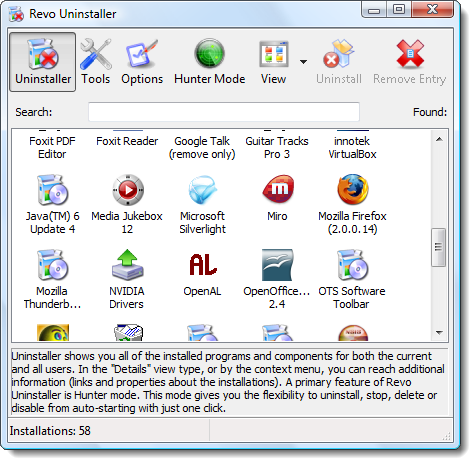 Revo Uninstaller
Uninstaller Tools Options Hunter Mode View Uninstall Remove Entry
Search: Found:
Foxit PDF Editor
Foxit Reader
Google Talk (remove only)
Guitar Tracks Pro 3
innotek VirtualBox
Java(TM) 6 Update 4
Media Jukebox 12
Microsoft Silverlight
Miro
Mozilla Firefox (2.0.0.14)
Mozilla Thunderb...
NVIDIA Drivers
AL
OpenAL
OpenOffice... 2.4
OTS Software Toolbar
Uninstaller shows you all of the installed programs and components for both the current
and all users. In the "Details" view type, or by the context menu, you can reach additional
information (links and properties about the installations). A primary feature of Revo
Uninstaller is Hunter mode. This mode gives you the flexibility to uninstall, stop, delete or
disable from auto-starting with just one click.
Installations: 58